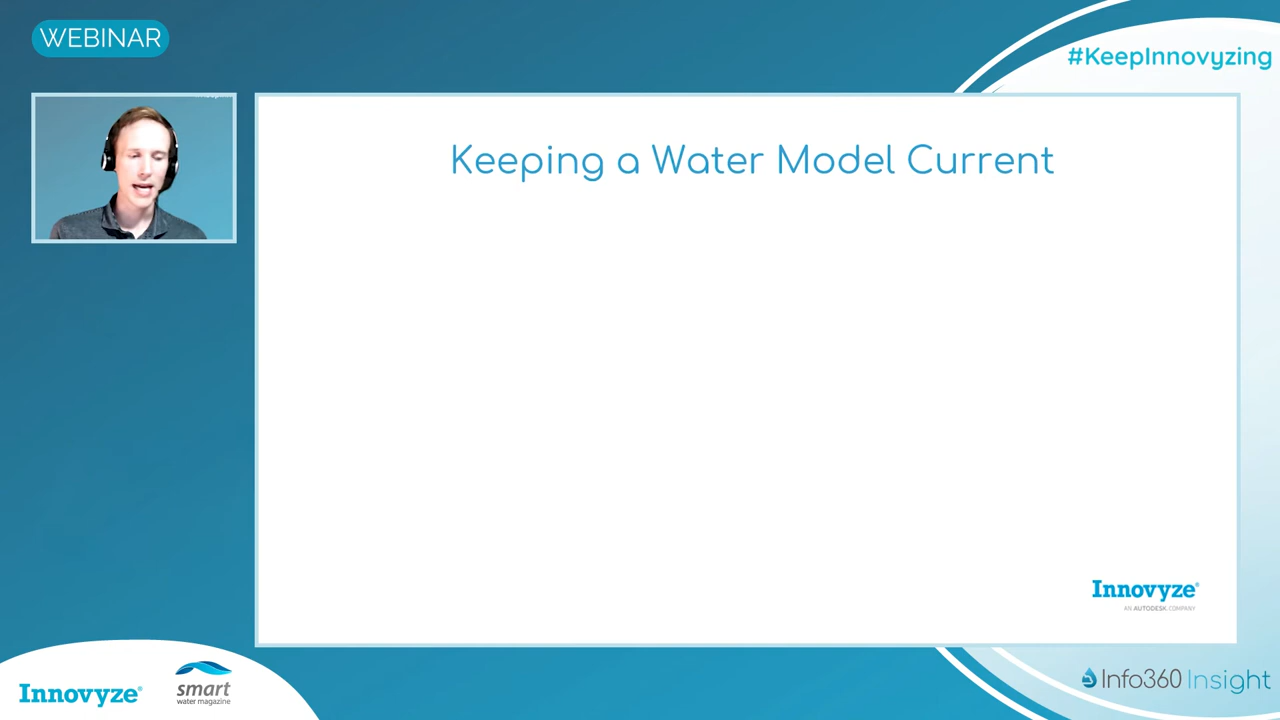 WEBINAR
#KeepInnovyzing
Keeping a Water Model Current
Innovyze®
AN AUTODESK COMPANY
Innovyze®
smart
water magazine
Info360 Insight